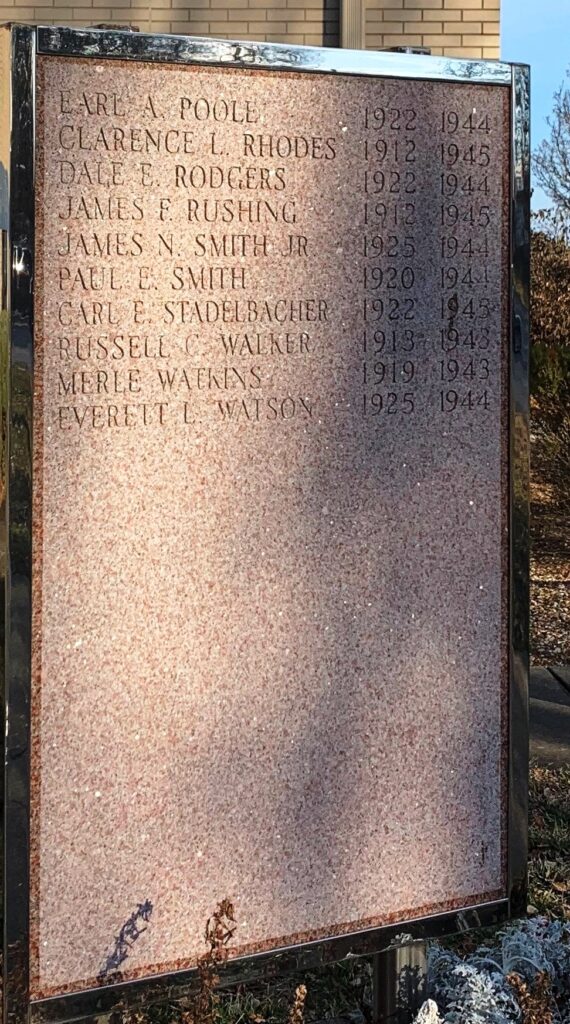 EARL A. POOLE 1922 1944
CLARENCE L. RHODES 1912 1945
DALE E. RODGERS 1922 1944
JAMES F. RUSHING 1912 1945
JAMES N. SMITH JR. 1925 1944
PAUL E. SMITH 1920 1944
CARL E. STADELBACHER 1922 1945
RUSSELL C. WALKER 1913 1943
MERLE WATKINS 1919 1943
EVERETT L. WATSON 1925 1944